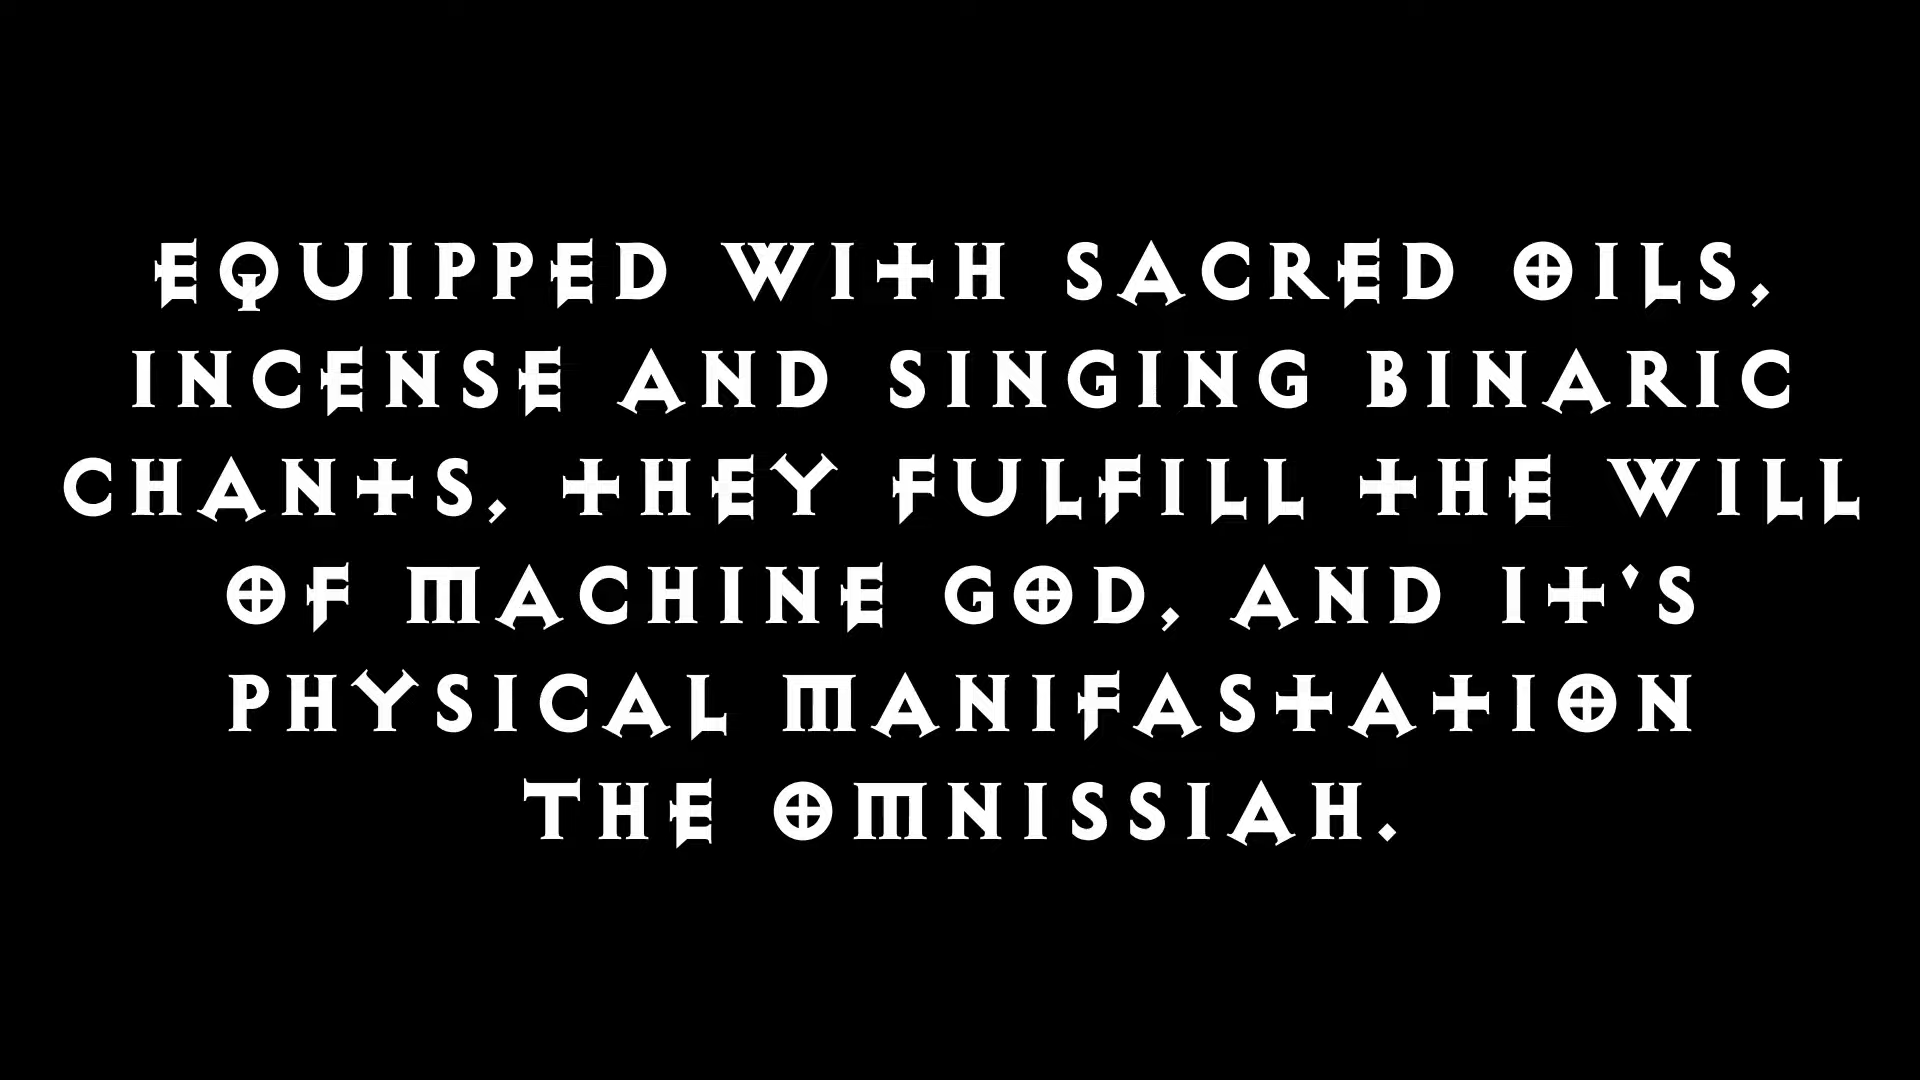 EQUIPPED WITH SACRED OILS,
INCENSE AND SINGING BINARIC
CHANTS, THEY FULFILL THE WILL
OF MACHINE GOD, AND IT'S
PHYSICAL MANIFASTATION
THE OMNISSIAH.